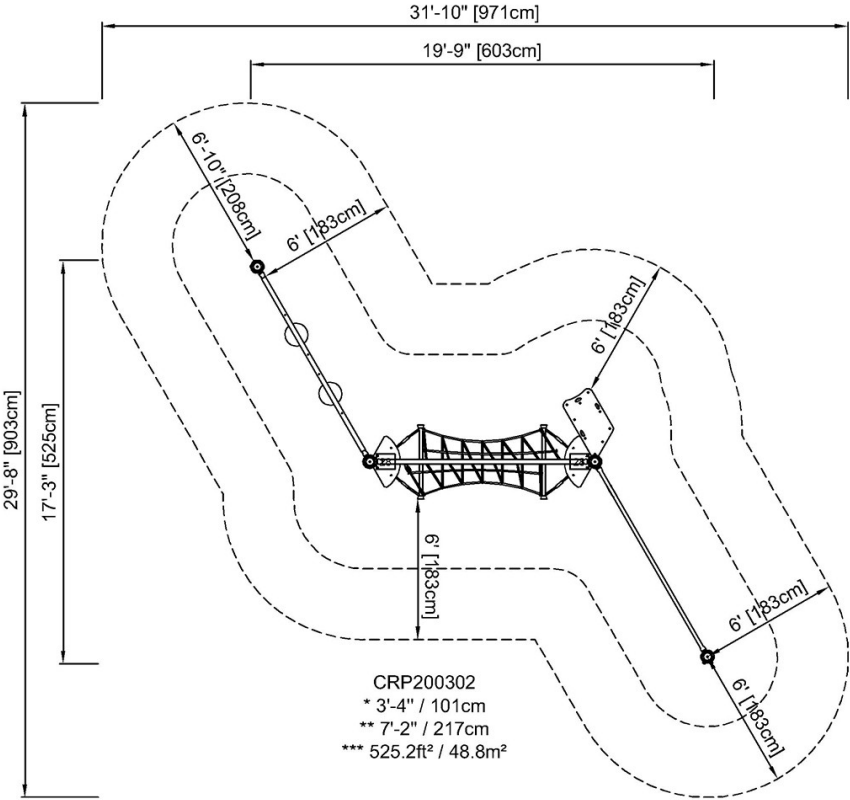 31'-10" [971cm]
19'-9" [603cm]
6'-10" [208cm]
6' [183cm]
6' [183cm]
29'-8" [903cm]
17'-3" [525cm]
6' [183cm]
6' [183cm]
6' [183cm]
CRP200302
* 3'-4" / 101cm
** 7'-2" / 217cm
*** 525.2ft² / 48.8m²